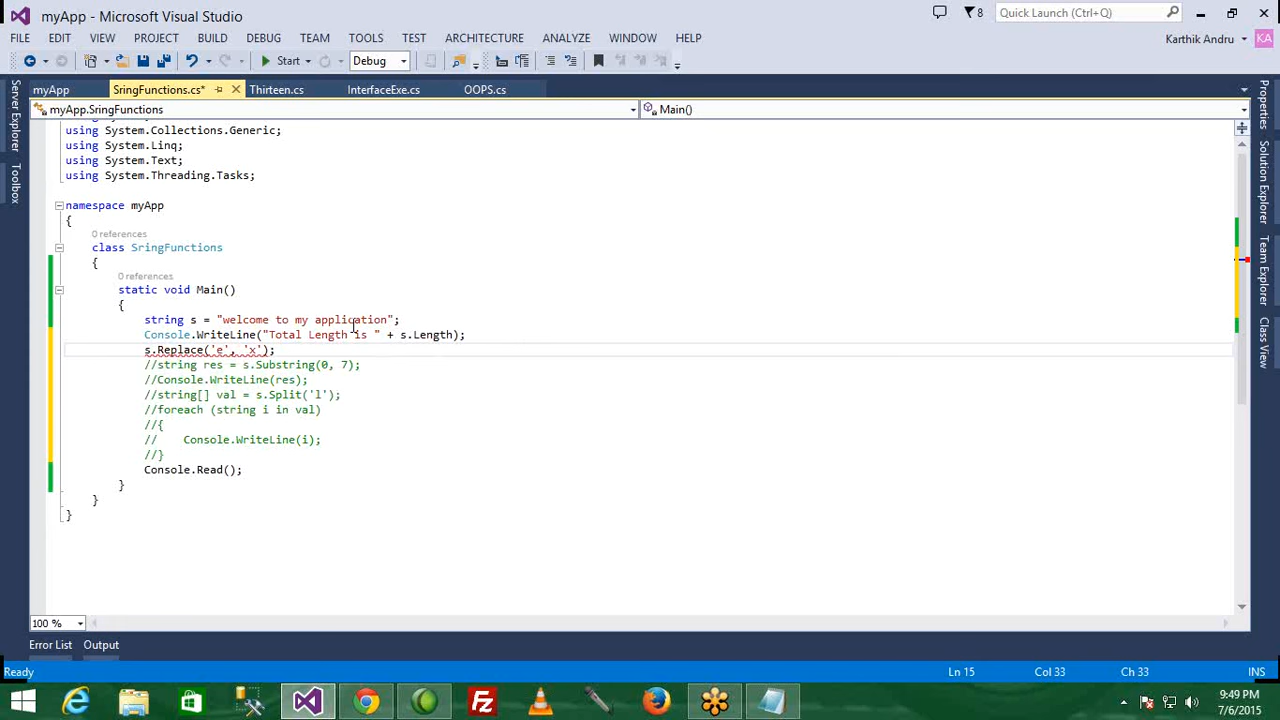 myApp - Microsoft Visual Studio
8
Quick Launch (Ctrl+Q)
FILE EDIT VIEW PROJECT BUILD DEBUG TEAM TOOLS TEST ARCHITECTURE ANALYZE WINDOW HELP
Karthik Andru KA
Start Debug
myApp SringFunctions.cs* Thirteen.cs InterfaceExe.cs OOPS.cs
myApp.SringFunctions Main()
Server Explorer
Toolbox
Properties
Solution Explorer
Team Explorer
using System.Collections.Generic;
using System.Linq;
using System.Text;
using System.Threading.Tasks;
namespace myApp
{
0 references
class SringFunctions
{
0 references
static void Main()
{
string s = "welcome to my application";
Console.WriteLine("Total Length is " + s.Length);
s.Replace('e', 'x');
//string res = s.Substring(0, 7);
//Console.WriteLine(res);
//string[] val = s.Split('l');
//foreach (string i in val)
//{
//    Console.WriteLine(i);
//}
Console.Read();
}
}
}
100 %
Error List Output
Ready Ln 15 Col 33 Ch 33 INS
9:49 PM
7/6/2015